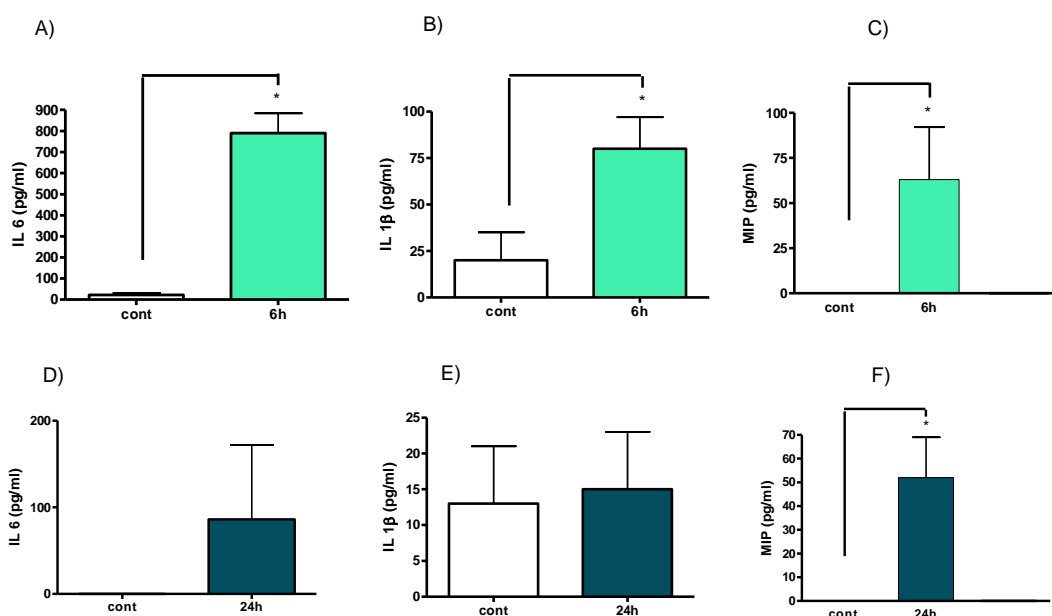 A)
B)
C)
*
*
*
900
800
700
600
500
400
300
200
100
0
IL 6 (pg/ml)
cont 6h
100
75
50
25
0
IL 1β (pg/ml)
cont 6h
100
75
50
25
0
MIP (pg/ml)
cont 6h
D)
E)
F)
*
200
100
0
IL 6 (pg/ml)
cont 24h
25
20
15
10
5
0
IL 1β (pg/ml)
cont 24h
70
60
50
40
30
20
10
0
MIP (pg/ml)
cont 24h